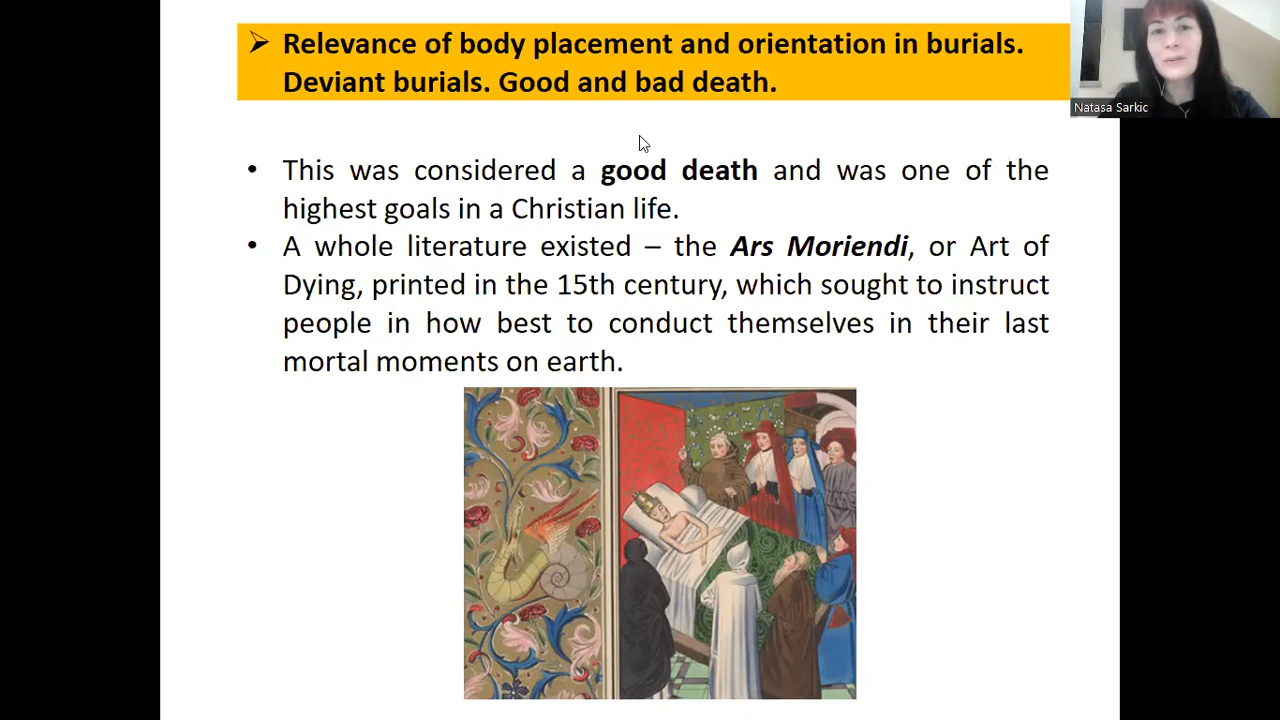 Relevance of body placement and orientation in burials.
Deviant burials. Good and bad death.
Natasa Sarkic
This was considered a good death and was one of the
highest goals in a Christian life.
A whole literature existed – the Ars Moriendi, or Art of
Dying, printed in the 15th century, which sought to instruct
people in how best to conduct themselves in their last
mortal moments on earth.